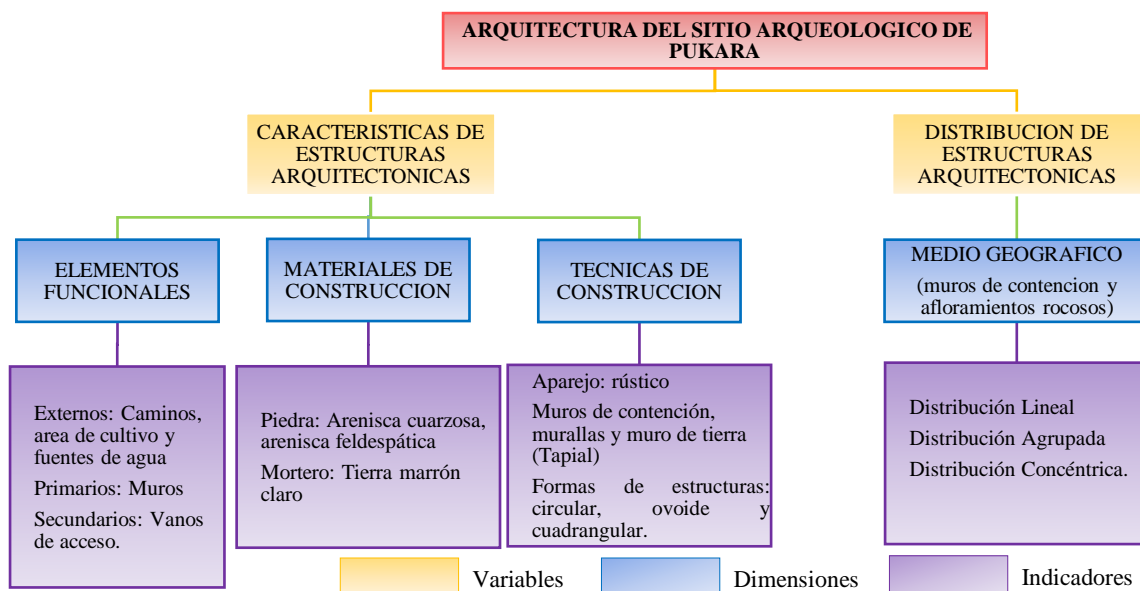 ARQUITECTURA DEL SITIO ARQUEOLOGICO DE
PUKARA
CARACTERISTICAS DE
ESTRUCTURAS
ARQUITECTONICAS
DISTRIBUCION DE
ESTRUCTURAS
ARQUITECTONICAS
ELEMENTOS
FUNCIONALES
MATERIALES DE
CONSTRUCCION
TECNICAS DE
CONSTRUCCION
MEDIO GEOGRAFICO
(muros de contencion y
afloramientos rocosos)
Externos: Caminos,
area de cultivo y
fuentes de agua
Primarios: Muros
Secundarios: Vanos
de acceso.
Piedra: Arenisca cuarzosa,
arenisca feldespática
Mortero: Tierra marrón
claro
Aparejo: rústico
Muros de contención,
murallas y muro de tierra
(Tapial)
Formas de estructuras:
circular, ovoide y
cuadrangular.
Distribución Lineal
Distribución Agrupada
Distribución Concéntrica.
Variables
Dimensiones
Indicadores